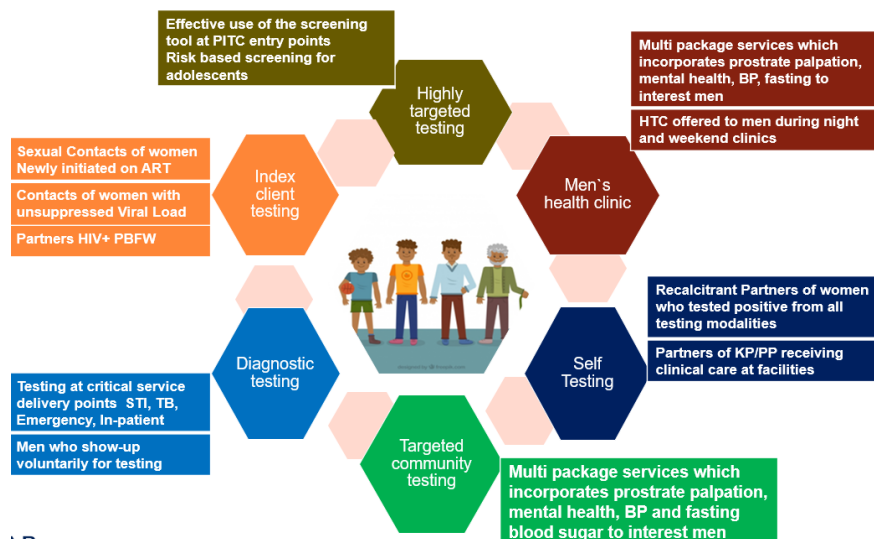 Effective use of the screening
tool at PITC entry points
Risk based screening for
adolescents
Highly
targeted
testing
Multi package services which
incorporates prostrate palpation,
mental health, BP, fasting to
interest men
HTC offered to men during night
and weekend clinics
Men`s
health clinic
Sexual Contacts of women
Newly initiated on ART
Contacts of women with
unsuppressed Viral Load
Partners HIV+ PBFW
Index
client
testing
Recalcitrant Partners of women
who tested positive from all
testing modalities
Partners of KP/PP receiving
clinical care at facilities
Self
Testing
Diagnostic
testing
Testing at critical service
delivery points STI, TB,
Emergency, In-patient
Men who show-up
voluntarily for testing
Targeted
community
testing
Multi package services which
incorporates prostrate palpation,
mental health, BP and fasting
blood sugar to interest men